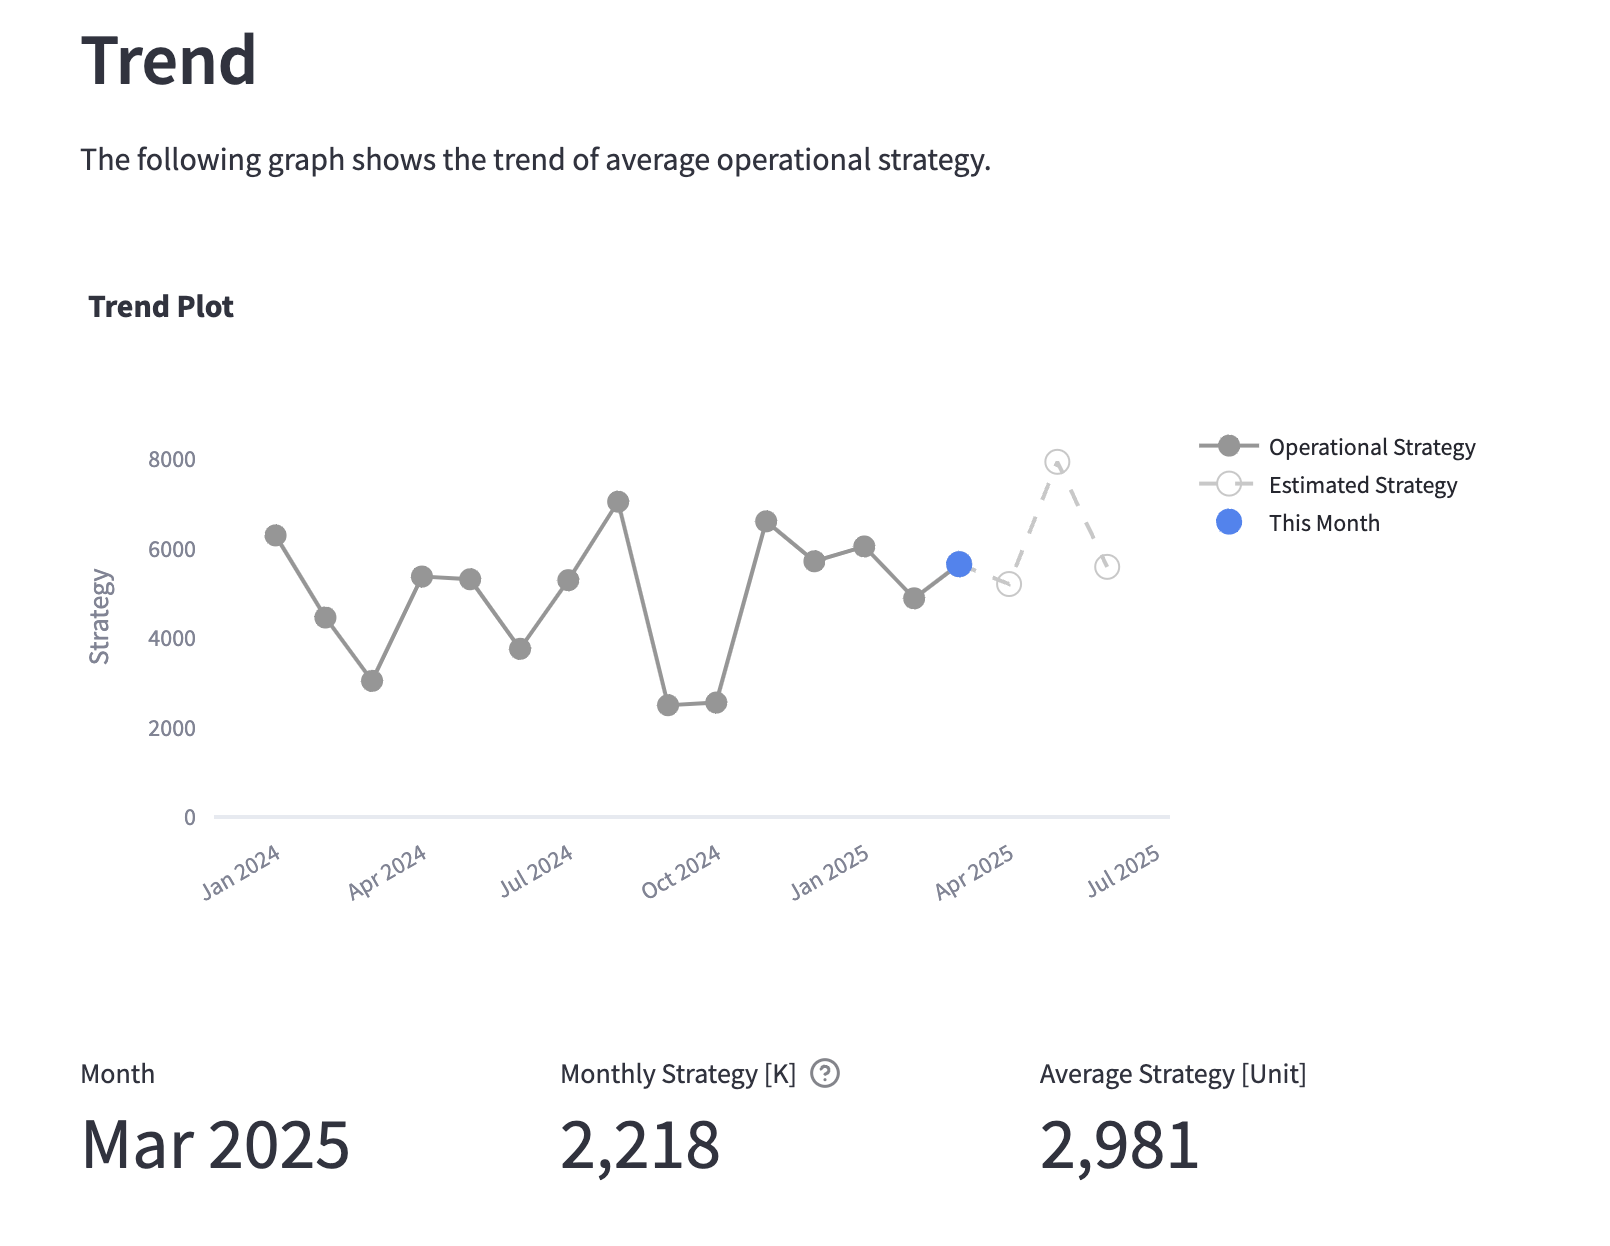 Trend
The following graph shows the trend of average operational strategy.
Trend Plot
8000
6000
4000
2000
0
Strategy
Jan 2024
Apr 2024
Jul 2024
Oct 2024
Jan 2025
Apr 2025
Jul 2025
Operational Strategy
Estimated Strategy
This Month
Month
Mar 2025
Monthly Strategy [K] ?
2,218
Average Strategy [Unit]
2,981